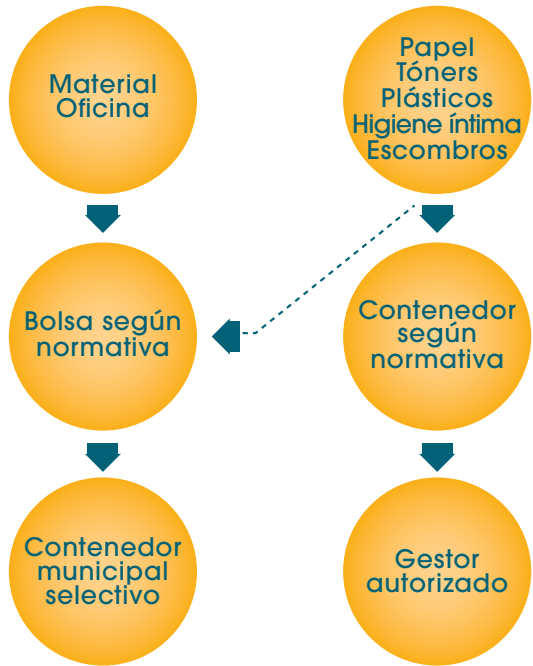 Material
Oficina
Papel
Tóners
Plásticos
Higiene íntima
Escombros
Bolsa según
normativa
Contenedor
según
normativa
Contenedor
municipal
selectivo
Gestor
autorizado